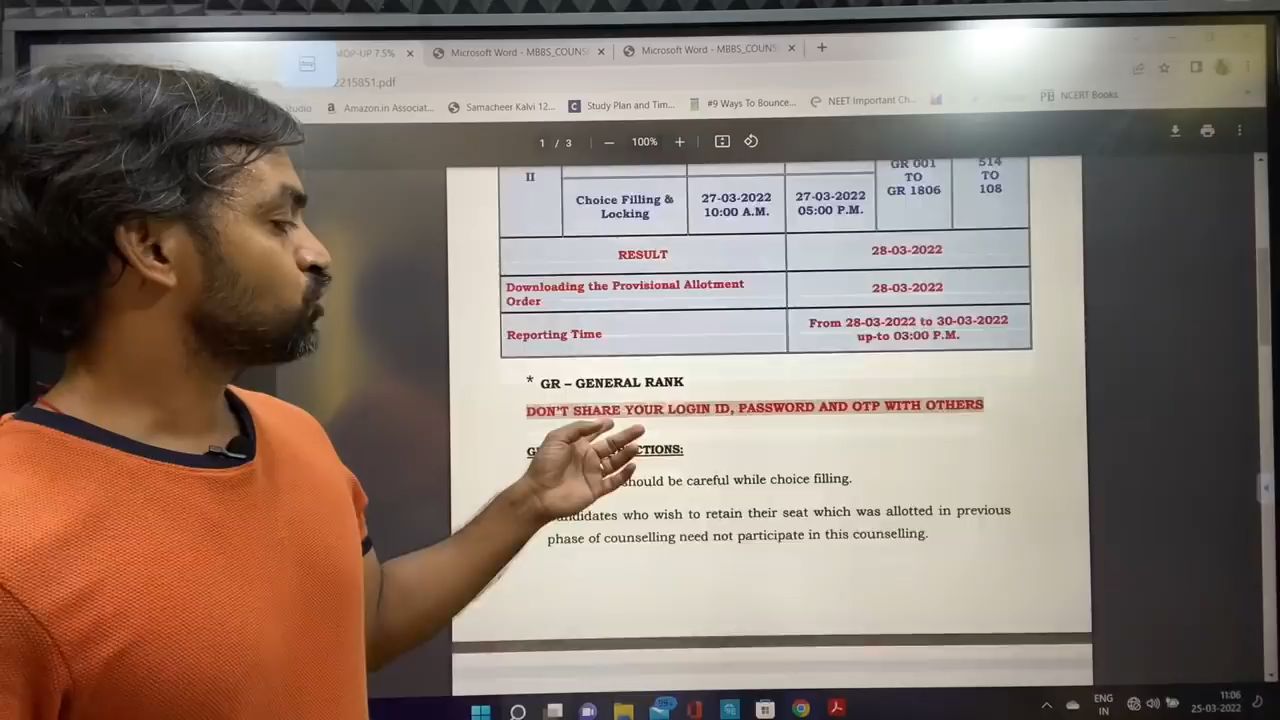 MOP-UP 7.5%
Microsoft Word - MBBS_COUNS
Microsoft Word - MBBS_COUNS
2215851.pdf
Studio
Amazon.in Associat...
Samacheer Kalvi 12...
Study Plan and Tim...
#9 Ways To Bounce...
NEET Important Ch...
NCERT Books
1 / 3
100%
II
Choice Filling &
Locking
27-03-2022
10:00 A.M.
27-03-2022
05:00 P.M.
GR 001
TO
GR 1806
514
TO
108
RESULT
28-03-2022
Downloading the Provisional Allotment
Order
28-03-2022
Reporting Time
From 28-03-2022 to 30-03-2022
up-to 03:00 P.M.
* GR – GENERAL RANK
DON'T SHARE YOUR LOGIN ID, PASSWORD AND OTP WITH OTHERS
CTIONS:
should be careful while choice filling.
andidates who wish to retain their seat which was allotted in previous
phase of counselling need not participate in this counselling.
ENG
IN
11:06
25-03-2022